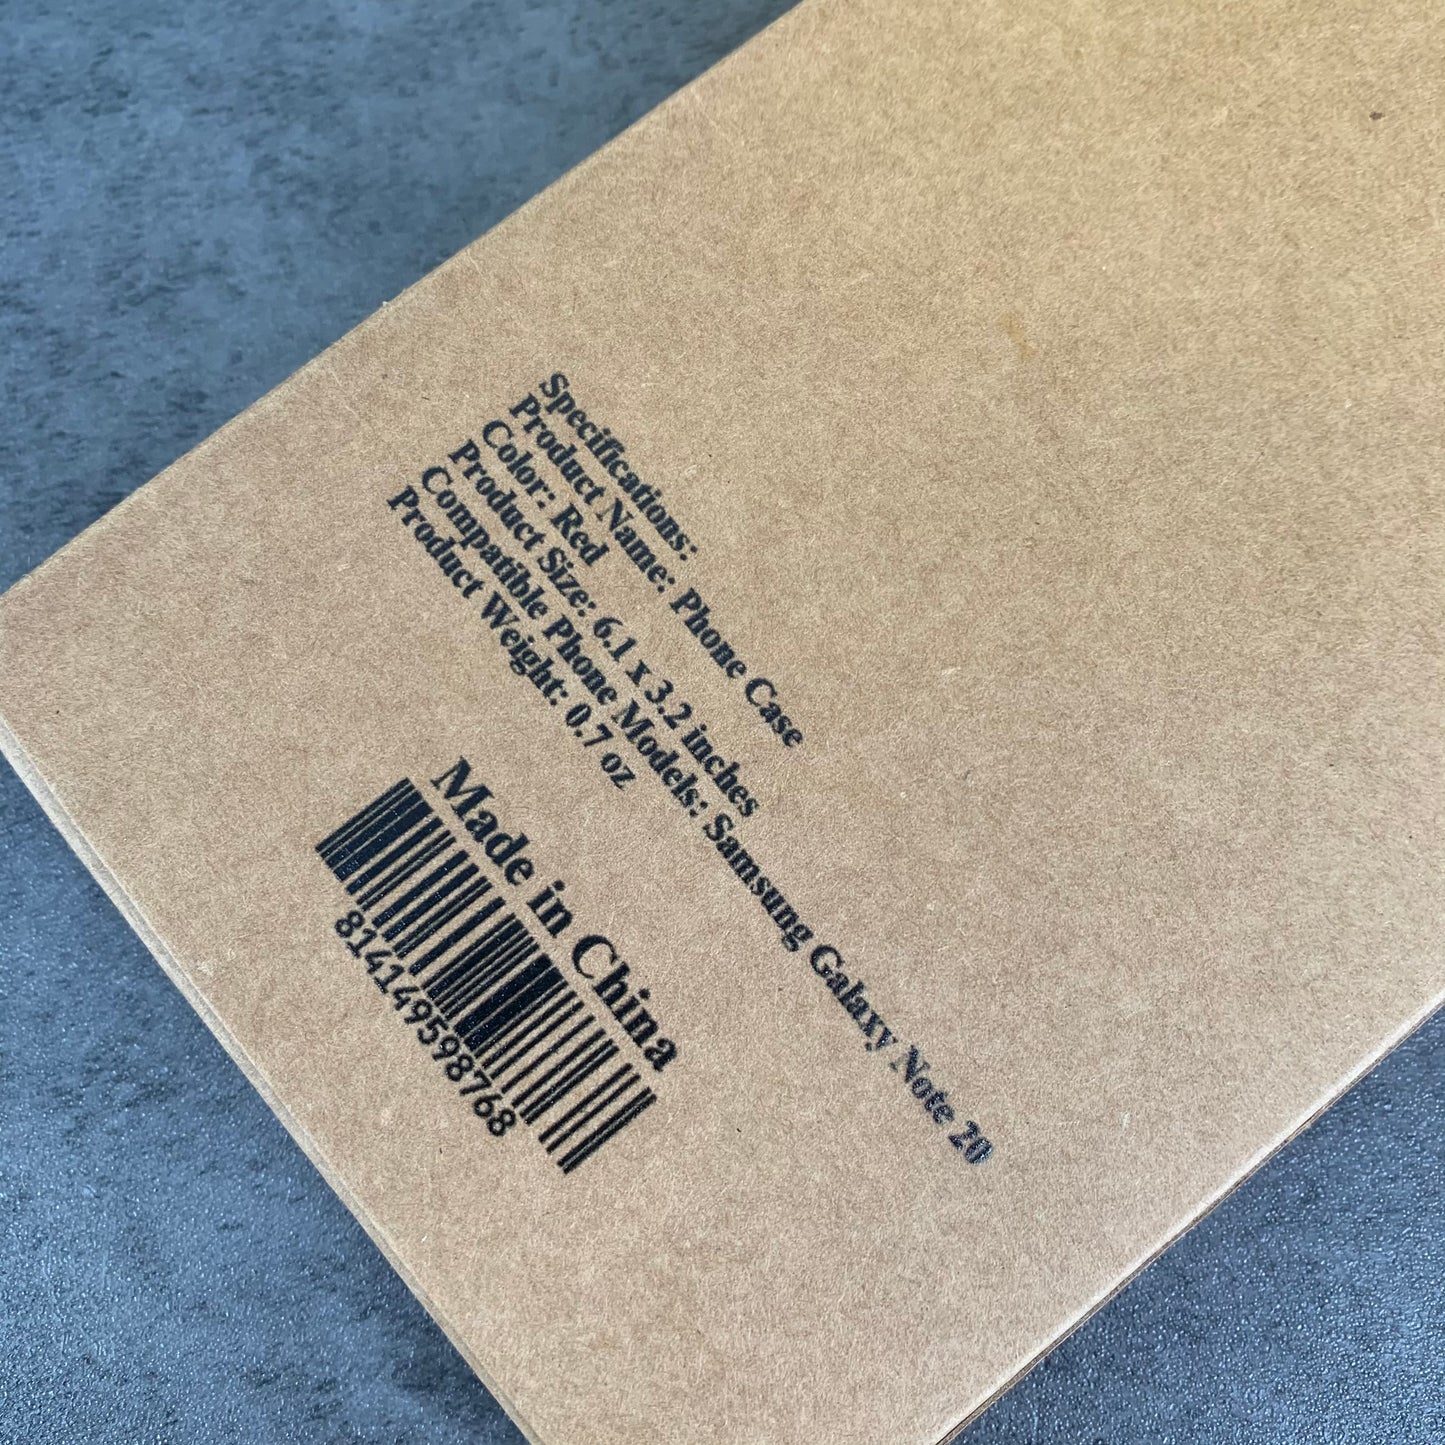 Specifications:
Product Name: Phone Case
Color: Red
Product Size: 6.1 x 3.2 inches
Compatible Phone Models: Samsung Galaxy Note 20
Product Weight: 0.7 oz
Made in China
814149598768